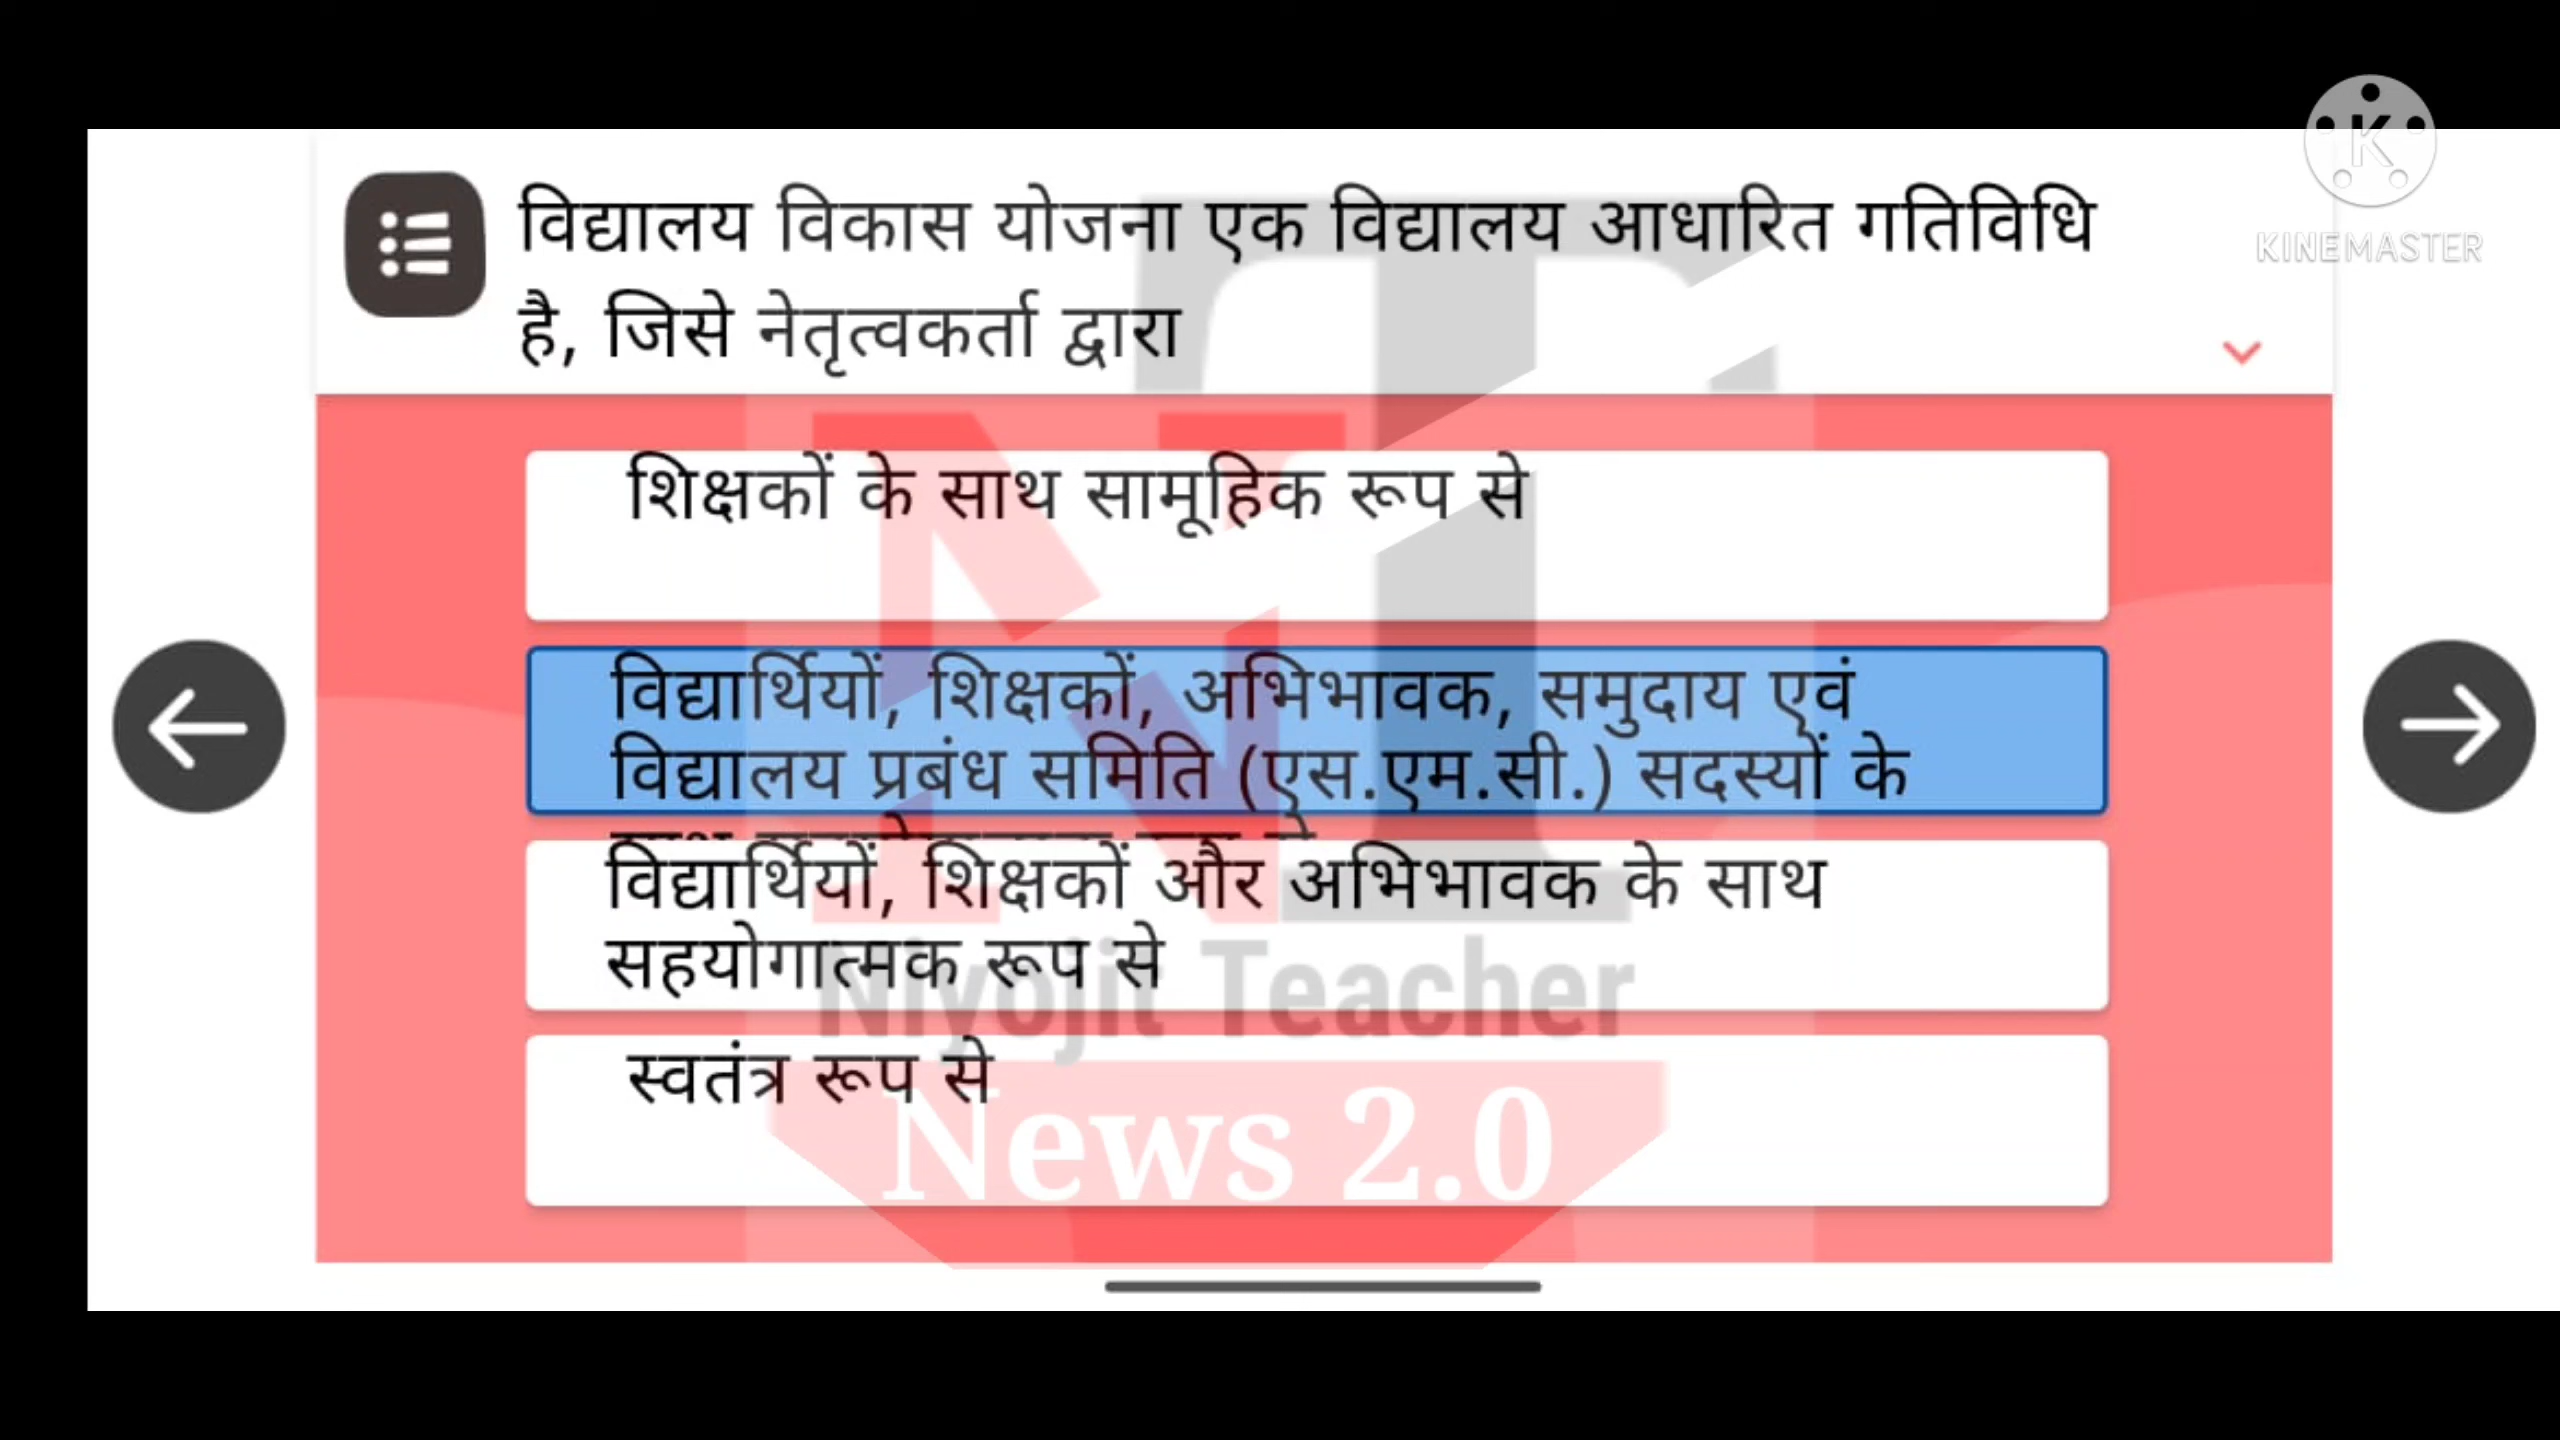 KINEMASTER
विद्यालय विकास योजना एक विद्यालय आधारित गतिविधि
है, जिसे नेतृत्वकर्ता द्वारा
शिक्षकों के साथ सामूहिक रूप से
विद्यार्थियों, शिक्षकों, अभिभावक, समुदाय एवं
विद्यालय प्रबंध समिति (एस.एम.सी.) सदस्यों के
विद्यार्थियों, शिक्षकों और अभिभावक के साथ
सहयोगात्मक रूप से
Niyojit Teacher
स्वतंत्र रूप से
News 2.0